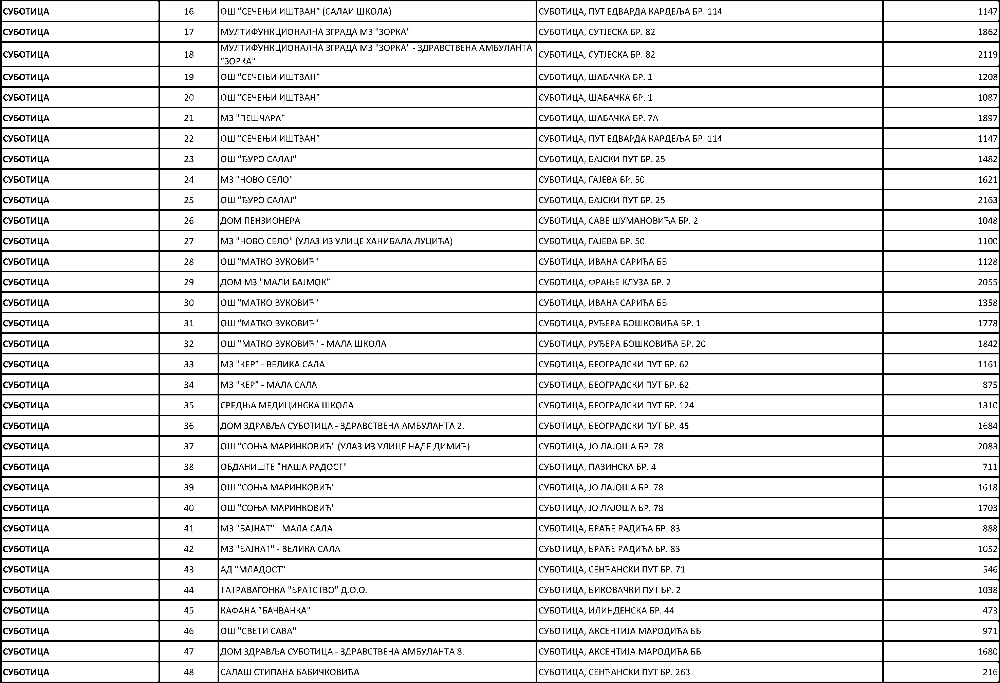 СУБОТИЦА 16 ОШ "СЕЧЕЊИ ИШТВАН" (САЛАИ ШКОЛА) СУБОТИЦА, ПУТ ЕДВАРДА КАРДЕЉА БР. 114 1147
СУБОТИЦА 17 МУЛТИФУНКЦИОНАЛНА ЗГРАДА МЗ "ЗОРКА" СУБОТИЦА, СУТЈЕСКА БР. 82 1862
СУБОТИЦА 18 МУЛТИФУНКЦИОНАЛНА ЗГРАДА МЗ "ЗОРКА" - ЗДРАВСТВЕНА АМБУЛАНТА
"ЗОРКА" СУБОТИЦА, СУТЈЕСКА БР. 82 2119
СУБОТИЦА 19 ОШ "СЕЧЕЊИ ИШТВАН" СУБОТИЦА, ШАБАЧКА БР. 1 1208
СУБОТИЦА 20 ОШ "СЕЧЕЊИ ИШТВАН" СУБОТИЦА, ШАБАЧКА БР. 1 1087
СУБОТИЦА 21 МЗ "ПЕШЧАРА" СУБОТИЦА, ШАБАЧКА БР. 7А 1897
СУБОТИЦА 22 ОШ "СЕЧЕЊИ ИШТВАН" СУБОТИЦА, ПУТ ЕДВАРДА КАРДЕЉА БР. 114 1147
СУБОТИЦА 23 ОШ "ЂУРО САЛАЈ" СУБОТИЦА, БАЈСКИ ПУТ БР. 25 1482
СУБОТИЦА 24 МЗ "НОВО СЕЛО" СУБОТИЦА, ГАЈЕВА БР. 50 1621
СУБОТИЦА 25 ОШ "ЂУРО САЛАЈ" СУБОТИЦА, БАЈСКИ ПУТ БР. 25 2163
СУБОТИЦА 26 ДОМ ПЕНЗИОНЕРА СУБОТИЦА, САВЕ ШУМАНОВИЋА БР. 2 1048
СУБОТИЦА 27 МЗ "НОВО СЕЛО" (УЛАЗ ИЗ УЛИЦЕ ХАНИБАЛА ЛУЦИЋА) СУБОТИЦА, ГАЈЕВА БР. 50 1100
СУБОТИЦА 28 ОШ "МАТКО ВУКОВИЋ" СУБОТИЦА, ИВАНА САРИЋА ББ 1128
СУБОТИЦА 29 ДОМ МЗ "МАЛИ БАЈМОК" СУБОТИЦА, ФРАЊЕ КЛУЗА БР. 2 2055
СУБОТИЦА 30 ОШ "МАТКО ВУКОВИЋ" СУБОТИЦА, ИВАНА САРИЋА ББ 1358
СУБОТИЦА 31 ОШ "МАТКО ВУКОВИЋ" СУБОТИЦА, РУЂЕРА БОШКОВИЋА БР. 1 1778
СУБОТИЦА 32 ОШ "МАТКО ВУКОВИЋ" - МАЛА ШКОЛА СУБОТИЦА, РУЂЕРА БОШКОВИЋА БР. 20 1842
СУБОТИЦА 33 МЗ "КЕР" - ВЕЛИКА САЛА СУБОТИЦА, БЕОГРАДСКИ ПУТ БР. 62 1161
СУБОТИЦА 34 МЗ "КЕР" - МАЛА САЛА СУБОТИЦА, БЕОГРАДСКИ ПУТ БР. 62 875
СУБОТИЦА 35 СРЕДЊА МЕДИЦИНСКА ШКОЛА СУБОТИЦА, БЕОГРАДСКИ ПУТ БР. 124 1310
СУБОТИЦА 36 ДОМ ЗДРАВЉА СУБОТИЦА - ЗДРАВСТВЕНА АМБУЛАНТА 2. СУБОТИЦА, БЕОГРАДСКИ ПУТ БР. 45 1684
СУБОТИЦА 37 ОШ "СОЊА МАРИНКОВИЋ" (УЛАЗ ИЗ УЛИЦЕ НАДЕ ДИМИЋ) СУБОТИЦА, ЈО ЛАЈОША БР. 78 2083
СУБОТИЦА 38 ОБДАНИШТЕ "НАША РАДОСТ" СУБОТИЦА, ПАЗИНСКА БР. 4 711
СУБОТИЦА 39 ОШ "СОЊА МАРИНКОВИЋ" СУБОТИЦА, ЈО ЛАЈОША БР. 78 1618
СУБОТИЦА 40 ОШ "СОЊА МАРИНКОВИЋ" СУБОТИЦА, ЈО ЛАЈОША БР. 78 1703
СУБОТИЦА 41 МЗ "БАЈНАТ" - МАЛА САЛА СУБОТИЦА, БРАЋЕ РАДИЋА БР. 83 888
СУБОТИЦА 42 МЗ "БАЈНАТ" - ВЕЛИКА САЛА СУБОТИЦА, БРАЋЕ РАДИЋА БР. 83 1052
СУБОТИЦА 43 АД "МЛАДОСТ" СУБОТИЦА, СЕНЋАНСКИ ПУТ БР. 71 546
СУБОТИЦА 44 ТАТРАВАГОНКА "БРАТСТВО" Д.О.О. СУБОТИЦА, БИКОВАЧКИ ПУТ БР. 2 1038
СУБОТИЦА 45 КАФАНА "БАЧВАНКА" СУБОТИЦА, ИЛИНДЕНСКА БР. 44 473
СУБОТИЦА 46 ОШ "СВЕТИ САВА" СУБОТИЦА, АКСЕНТИЈА МАРОДИЋА ББ 971
СУБОТИЦА 47 ДОМ ЗДРАВЉА СУБОТИЦА - ЗДРАВСТВЕНА АМБУЛАНТА 8. СУБОТИЦА, АКСЕНТИЈА МАРОДИЋА ББ 1680
СУБОТИЦА 48 САЛАШ СТИПАНА БАБИЧКОВИЋА СУБОТИЦА, СЕНЋАНСКИ ПУТ БР. 263 216